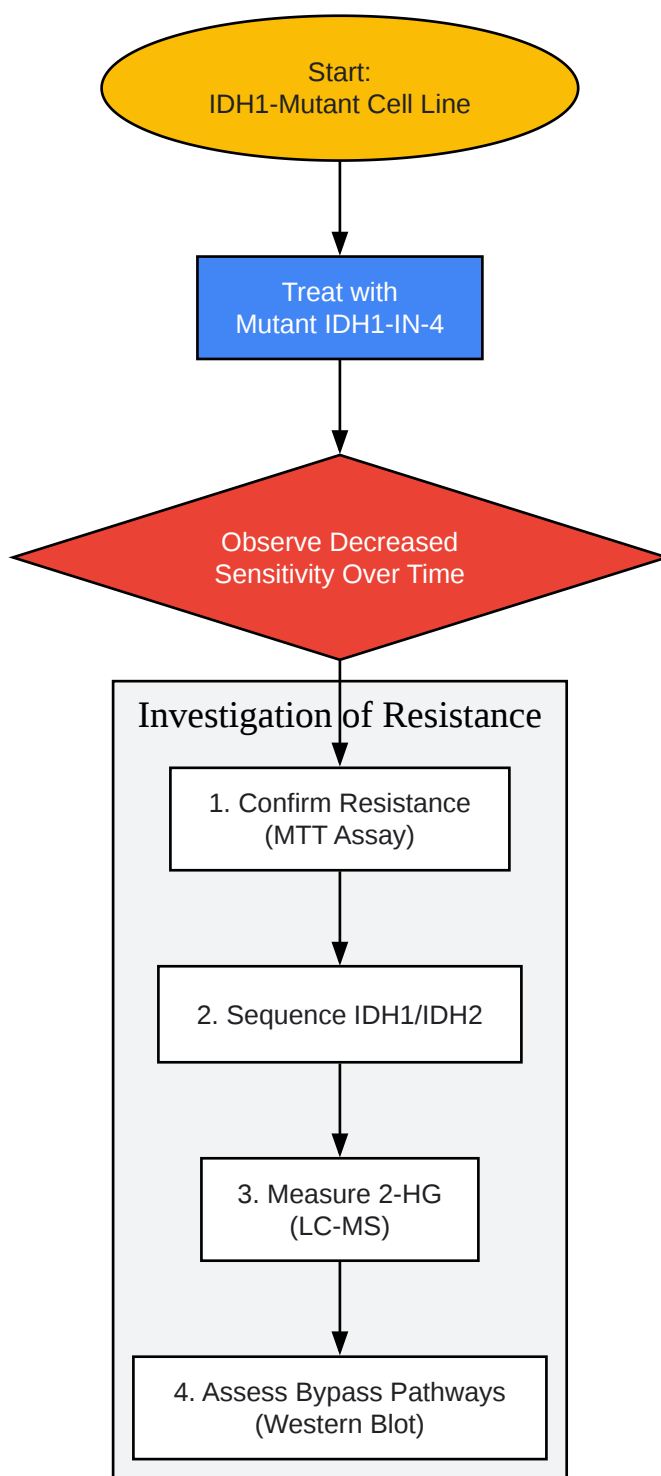 Start:
IDH1-Mutant Cell Line
Treat with
Mutant IDH1-IN-4
Observe Decreased
Sensitivity Over Time
Investigation of Resistance
1. Confirm Resistance
(MTT Assay)
2. Sequence IDH1/IDH2
3. Measure 2-HG
(LC-MS)
4. Assess Bypass Pathways
(Western Blot)